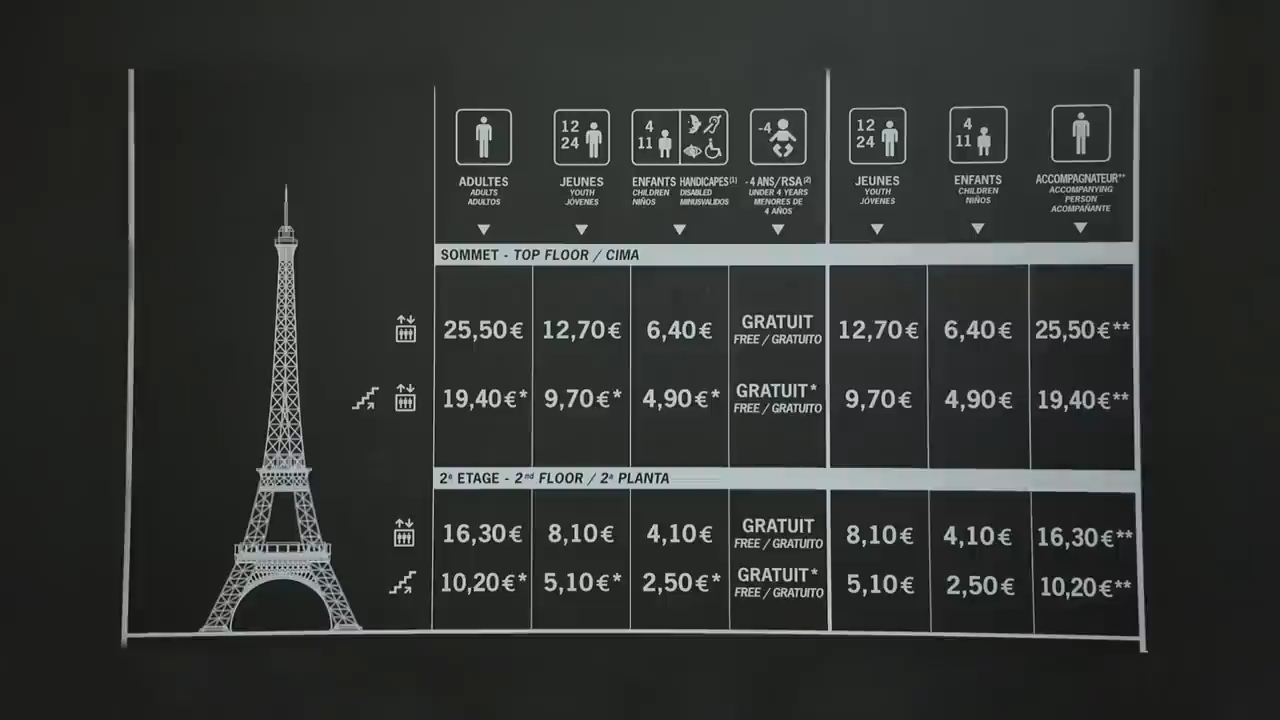 12 24
4 11
-4
12 24
4 11
ADULTES
ADULTS
ADULTOS
JEUNES
YOUTH
JÓVENES
ENFANTS
CHILDREN
NIÑOS
HANDICAPES(1)
DISABLED
MINUSVALIDOS
- 4 ANS/RSA(2)
UNDER 4 YEARS
MENORES DE
4 AÑOS
JEUNES
YOUTH
JÓVENES
ENFANTS
CHILDREN
NIÑOS
ACCOMPAGNATEUR**
ACCOMPANYING
PERSON
ACOMPAÑANTE
SOMMET - TOP FLOOR / CIMA
25,50€ 12,70€ 6,40€ GRATUIT 12,70€ 6,40€ 25,50€**
FREE / GRATUITO
19,40€* 9,70€* 4,90€* GRATUIT* 9,70€ 4,90€ 19,40€**
FREE / GRATUITO
2e ETAGE - 2nd FLOOR / 2a PLANTA
16,30€ 8,10€ 4,10€ GRATUIT 8,10€ 4,10€ 16,30€**
FREE / GRATUITO
10,20€* 5,10€* 2,50€* GRATUIT* 5,10€ 2,50€ 10,20€**
FREE / GRATUITO